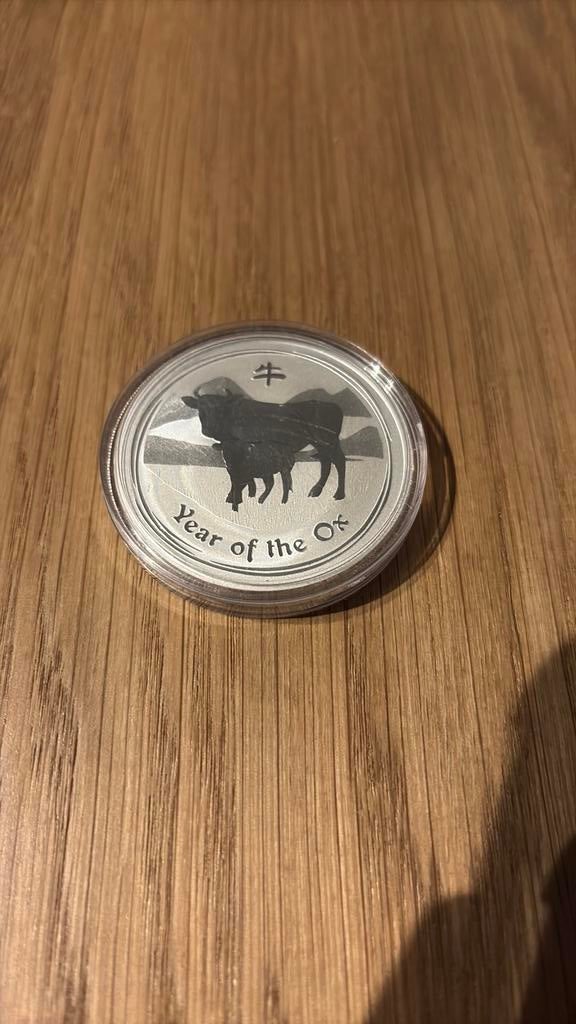 牛
Year of the Ox